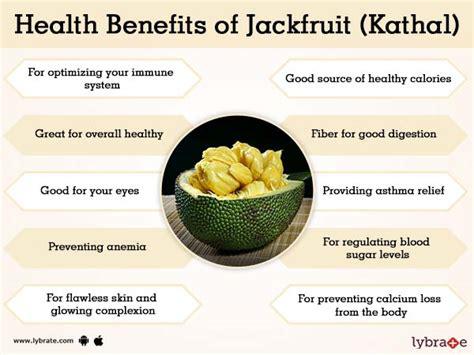 Health Benefits of Jackfruit (Kathal)
For optimizing your immune
system
Good source of healthy calories
Great for overall healthy
Fiber for good digestion
Good for your eyes
Providing asthma relief
Preventing anemia
For regulating blood
sugar levels
For flawless skin and
glowing complexion
For preventing calcium loss
from the body
www.lybrate.com
lybrate